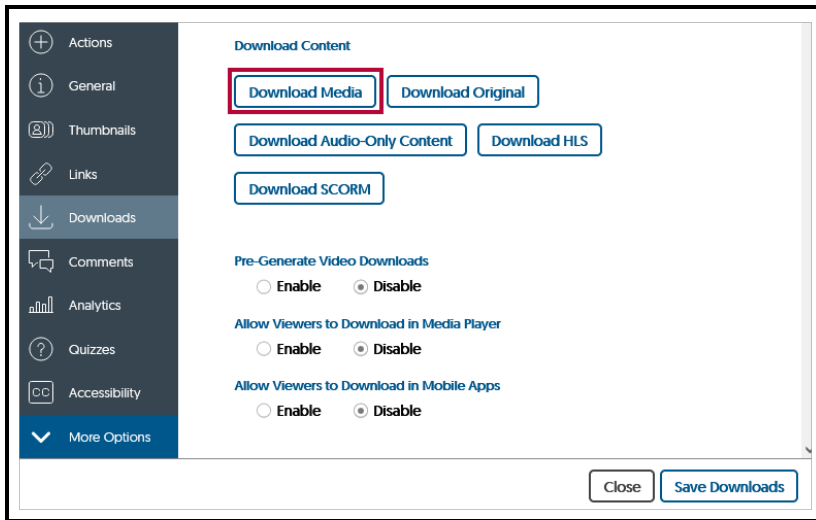 Actions
General
Thumbnails
Links
Downloads
Comments
Analytics
Quizzes
CC Accessibility
More Options
Download Content
Download Media Download Original
Download Audio-Only Content Download HLS
Download SCORM
Pre-Generate Video Downloads
Enable Disable
Allow Viewers to Download in Media Player
Enable Disable
Allow Viewers to Download in Mobile Apps
Enable Disable
Close Save Downloads